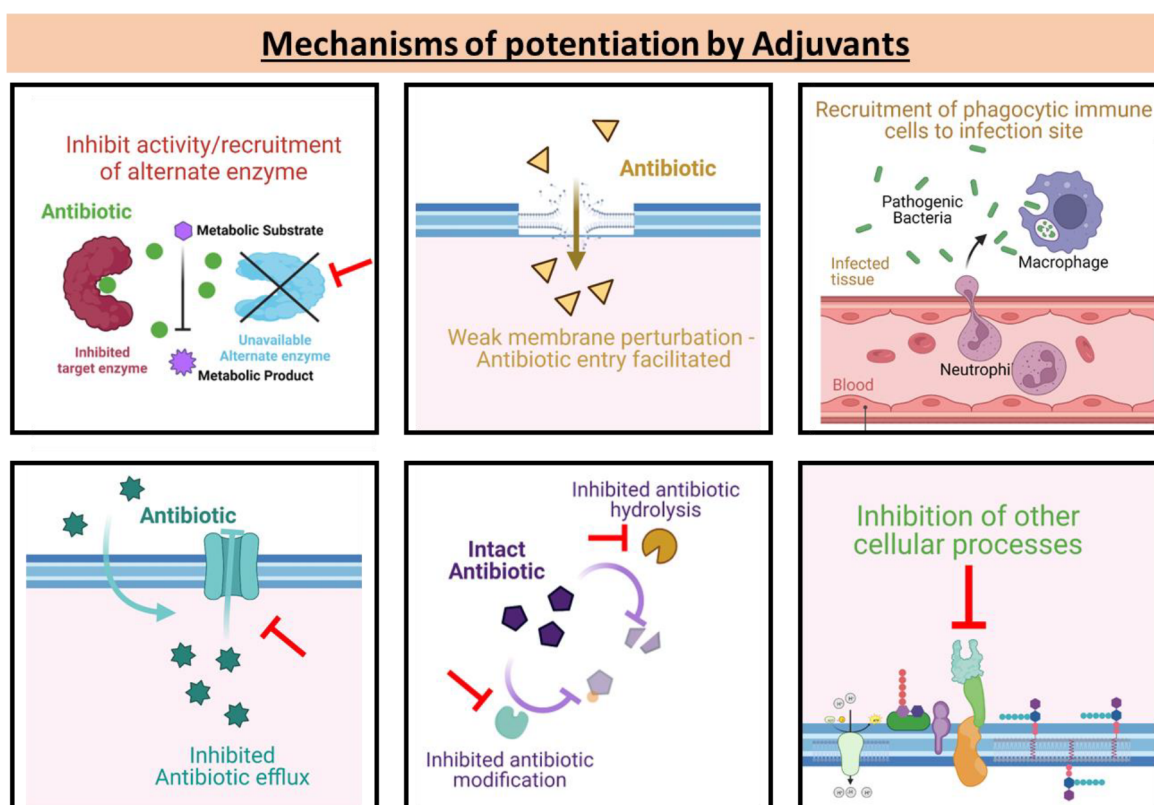 Mechanisms of potentiation by Adjuvants
Inhibit activity/recruitment
of alternate enzyme
Antibiotic
Metabolic Substrate
Inhibited
target enzyme
Unavailable
Alternate enzyme
Metabolic Product
Antibiotic
Weak membrane perturbation -
Antibiotic entry facilitated
Recruitment of phagocytic immune
cells to infection site
Pathogenic
Bacteria
Macrophage
Infected
tissue
Neutrophi
Blood
Antibiotic
Inhibited
Antibiotic efflux
Inhibited antibiotic
hydrolysis
Intact
Antibiotic
Inhibited antibiotic
modification
Inhibition of other
cellular processes